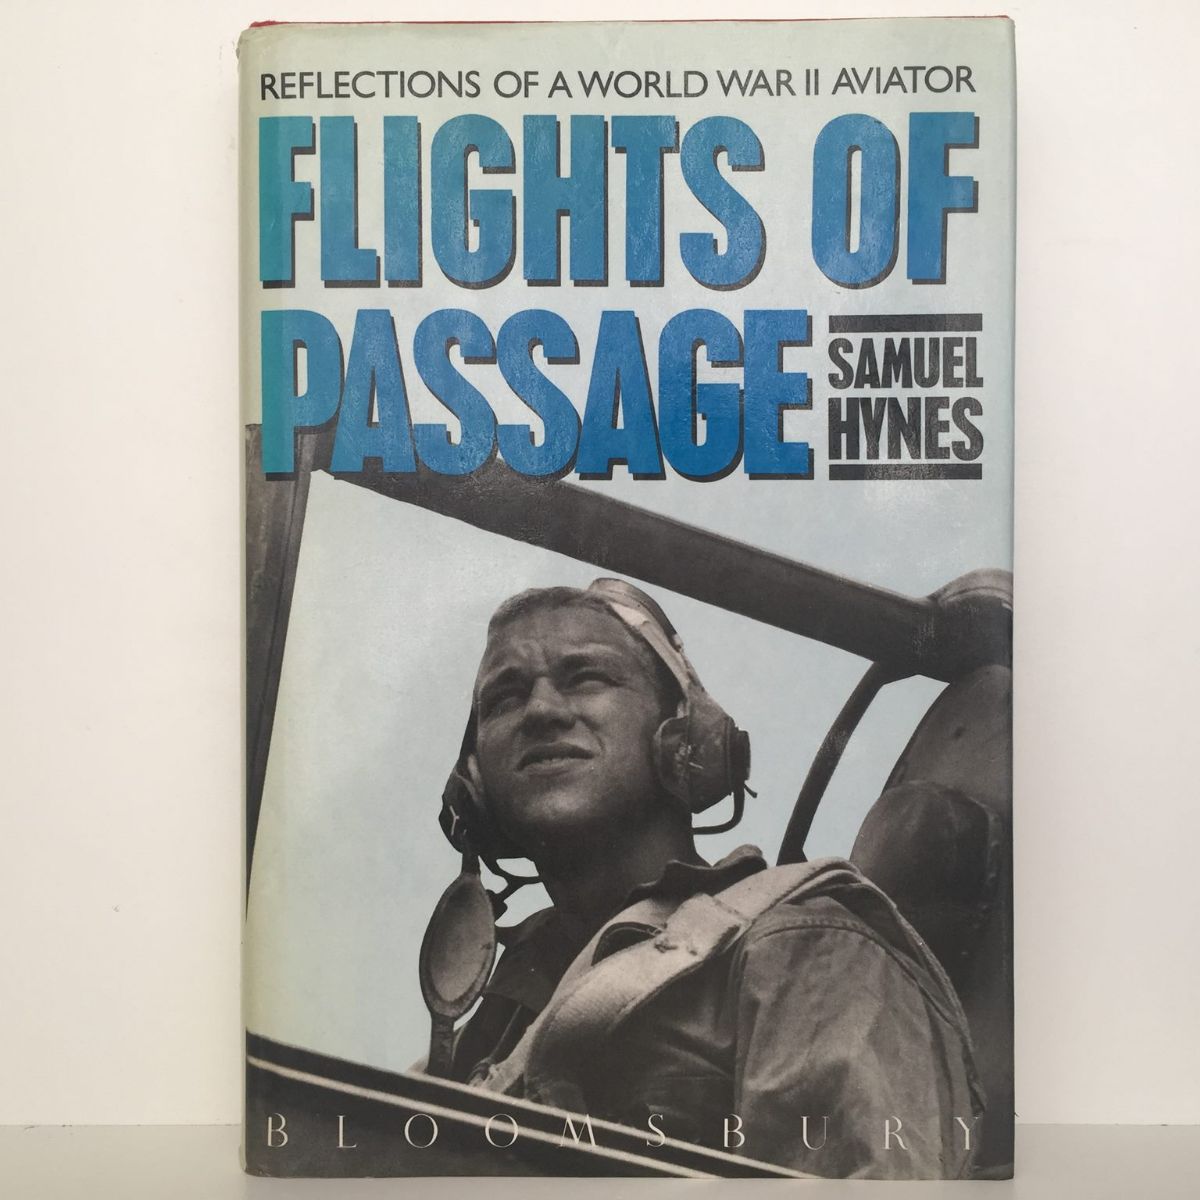 REFLECTIONS OF A WORLD WAR II AVIATOR
FLIGHTS OF
PASSAGE
SAMUEL
HYNES
BLOOMSBURY